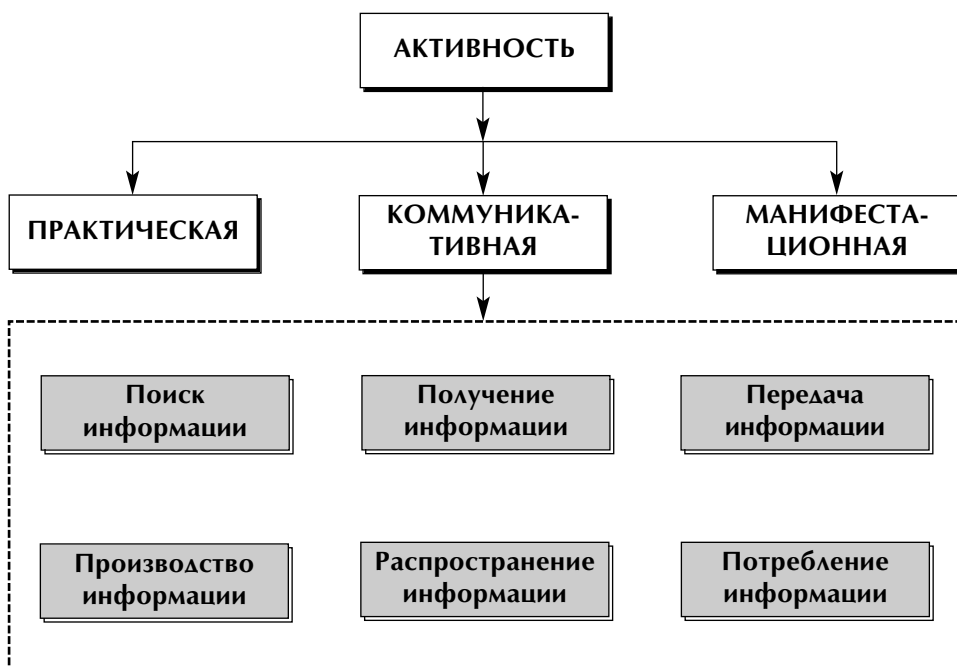 АКТИВНОСТЬ
ПРАКТИЧЕСКАЯ
КОММУНИКА-
ТИВНАЯ
МАНИФЕСТА-
ЦИОННАЯ
Поиск
информации
Получение
информации
Передача
информации
Производство
информации
Распространение
информации
Потребление
информации